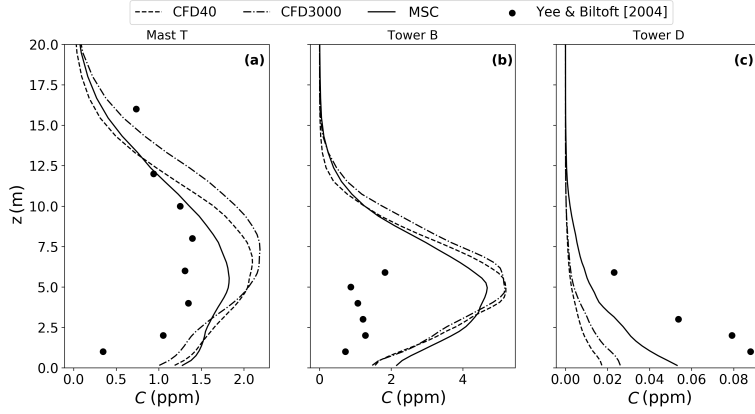 CFD40 CFD3000 MSC Yee & Biltoft [2004]
Mast T Tower B Tower D
(a) (b) (c)
20.0
17.5
15.0
12.5
10.0
7.5
5.0
2.5
0.0
z (m)
0.0 0.5 1.0 1.5 2.0 0 2 4 0.00 0.02 0.04 0.06 0.08
C (ppm) C (ppm) C (ppm)